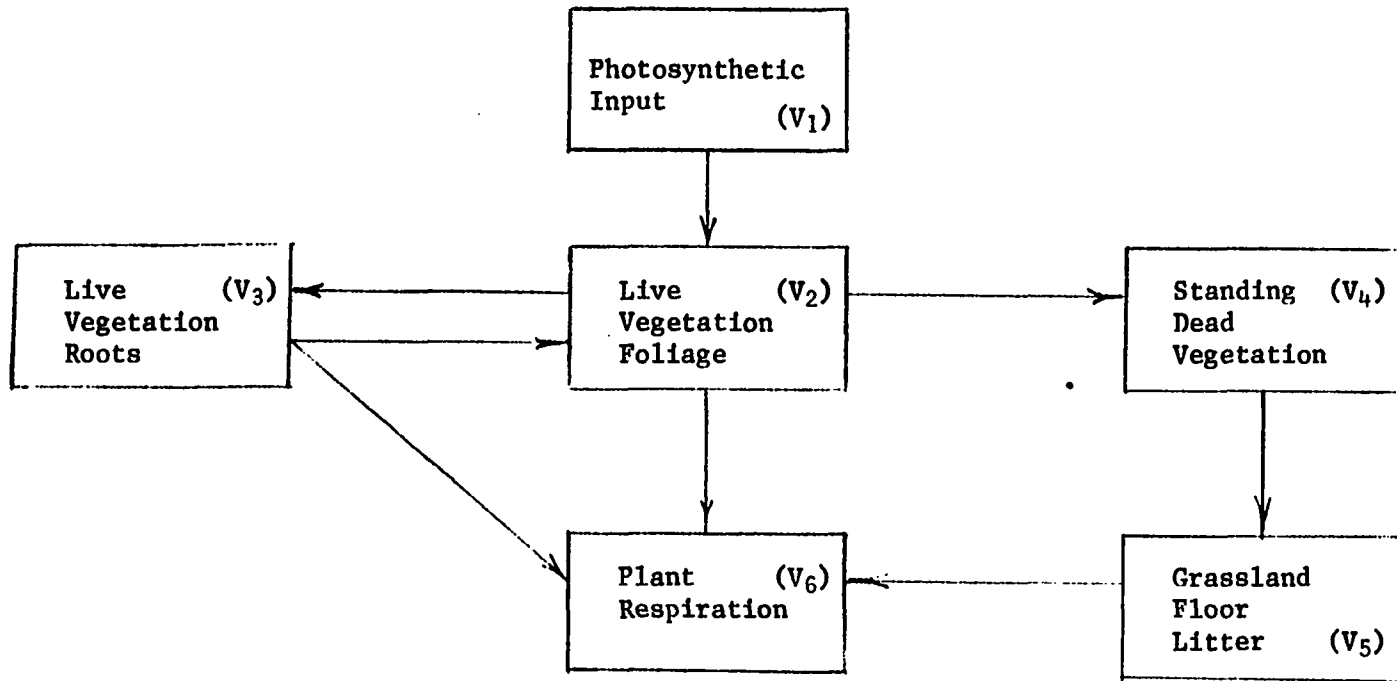 Photosynthetic
Input
(V1)
Live (V3)
Vegetation
Roots
Live (V2)
Vegetation
Foliage
Standing (V4)
Dead
Vegetation
Plant (V6)
Respiration
Grassland
Floor
Litter (V5)